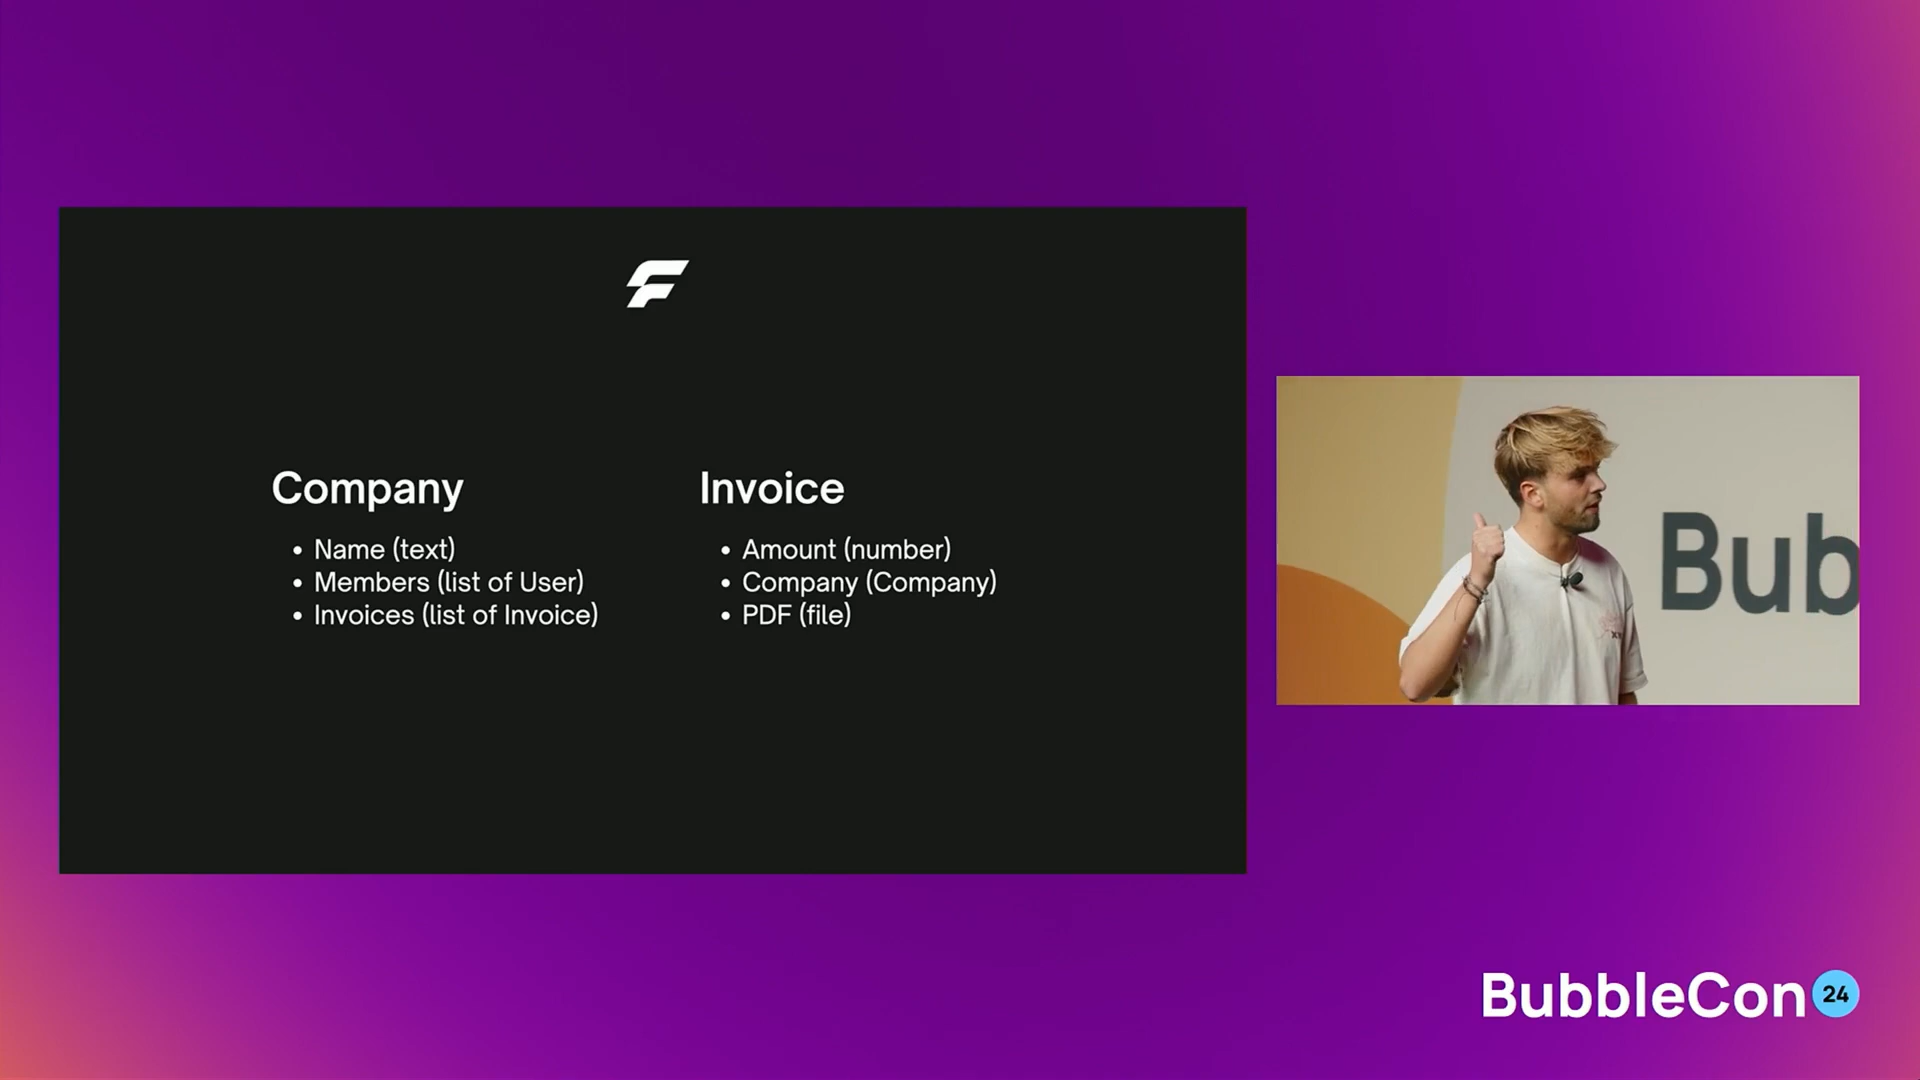 Company
• Name (text)
• Members (list of User)
• Invoices (list of Invoice)
Invoice
• Amount (number)
• Company (Company)
• PDF (file)
Bub
BubbleCon 24